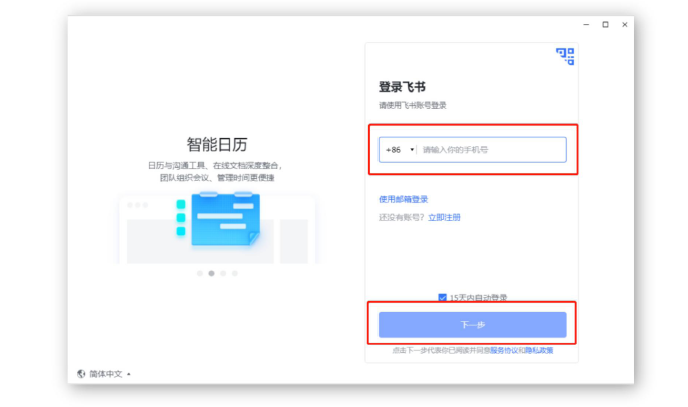 智能日历
日历与沟通工具、在线文档深度整合，
团队组织会议、管理时间更便捷
登录飞书
请使用飞书账号登录
+86 请输入你的手机号
使用邮箱登录
还没有账号？立即注册
15天内自动登录
下一步
点击下一步代表你已阅读并同意服务协议和隐私政策
简体中文